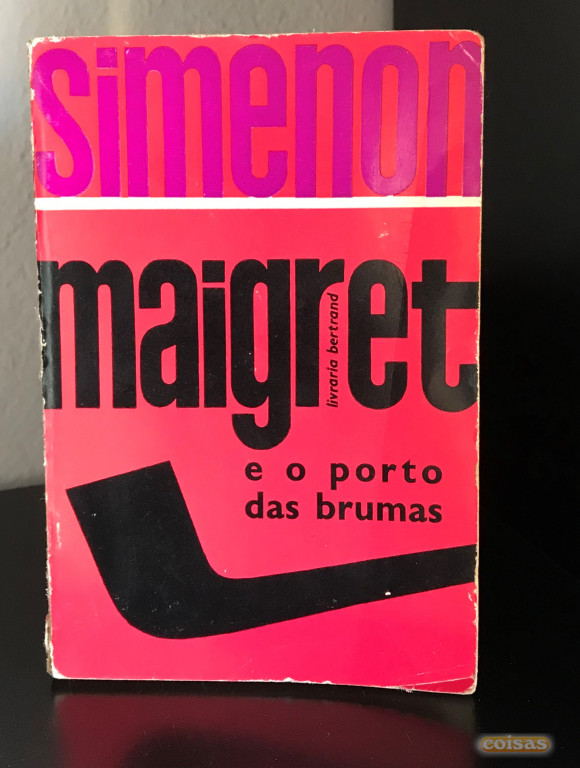 simenon
maigret
livraria bertrand
e o porto
das brumas
coisas